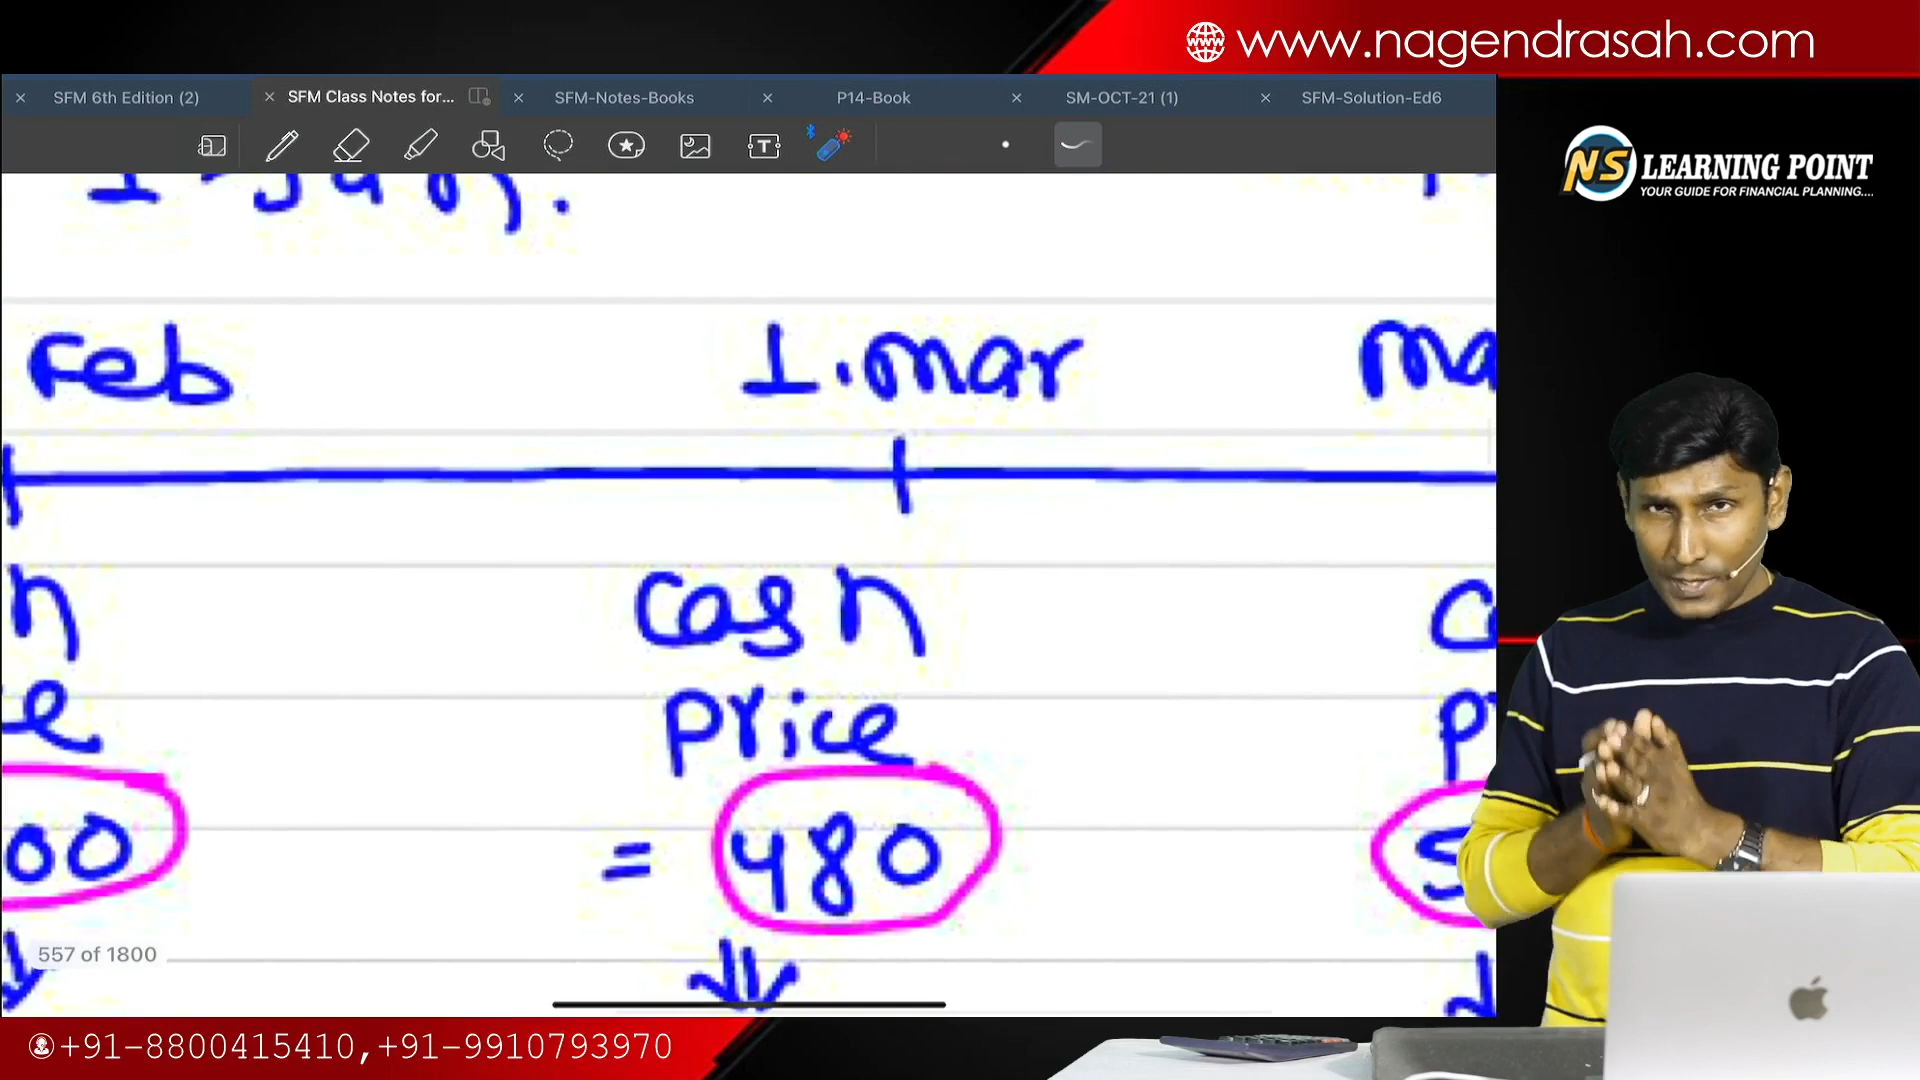 www.nagendrasah.com
SFM 6th Edition (2)
SFM Class Notes for...
SFM-Notes-Books
P14-Book
SM-OCT-21 (1)
SFM-Solution-Ed6
NS LEARNING POINT
YOUR GUIDE FOR FINANCIAL PLANNING....
Feb 1.Mar
cash
price
= 480
557 of 1800
+91-8800415410,+91-9910793970